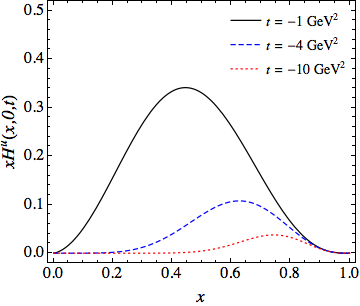 0.5
t = −1 GeV²
t = −4 GeV²
0.4
t = −10 GeV²
0.3
xHᵘ(x,0,t)
0.2
0.1
0.0
0.0 0.2 0.4 0.6 0.8 1.0
x